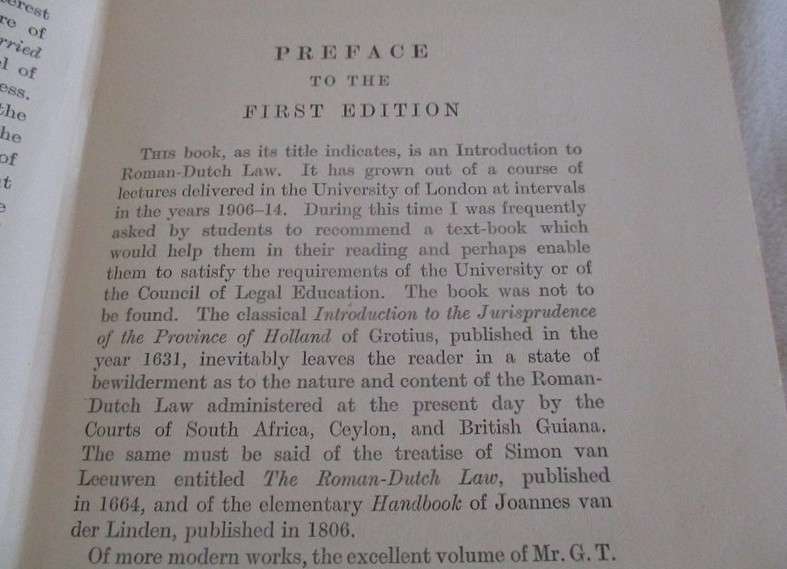 erest
re of
rried
l of
ess.
the
he
of
t
e
PREFACE
TO THE
FIRST EDITION
THIS book, as its title indicates, is an Introduction to
Roman-Dutch Law. It has grown out of a course of
lectures delivered in the University of London at intervals
in the years 1906–14. During this time I was frequently
asked by students to recommend a text-book which
would help them in their reading and perhaps enable
them to satisfy the requirements of the University or of
the Council of Legal Education. The book was not to
be found. The classical Introduction to the Jurisprudence
of the Province of Holland of Grotius, published in the
year 1631, inevitably leaves the reader in a state of
bewilderment as to the nature and content of the Roman-
Dutch Law administered at the present day by the
Courts of South Africa, Ceylon, and British Guiana.
The same must be said of the treatise of Simon van
Leeuwen entitled The Roman-Dutch Law, published
in 1664, and of the elementary Handbook of Joannes van
der Linden, published in 1806.
Of more modern works, the excellent volume of Mr. G. T.